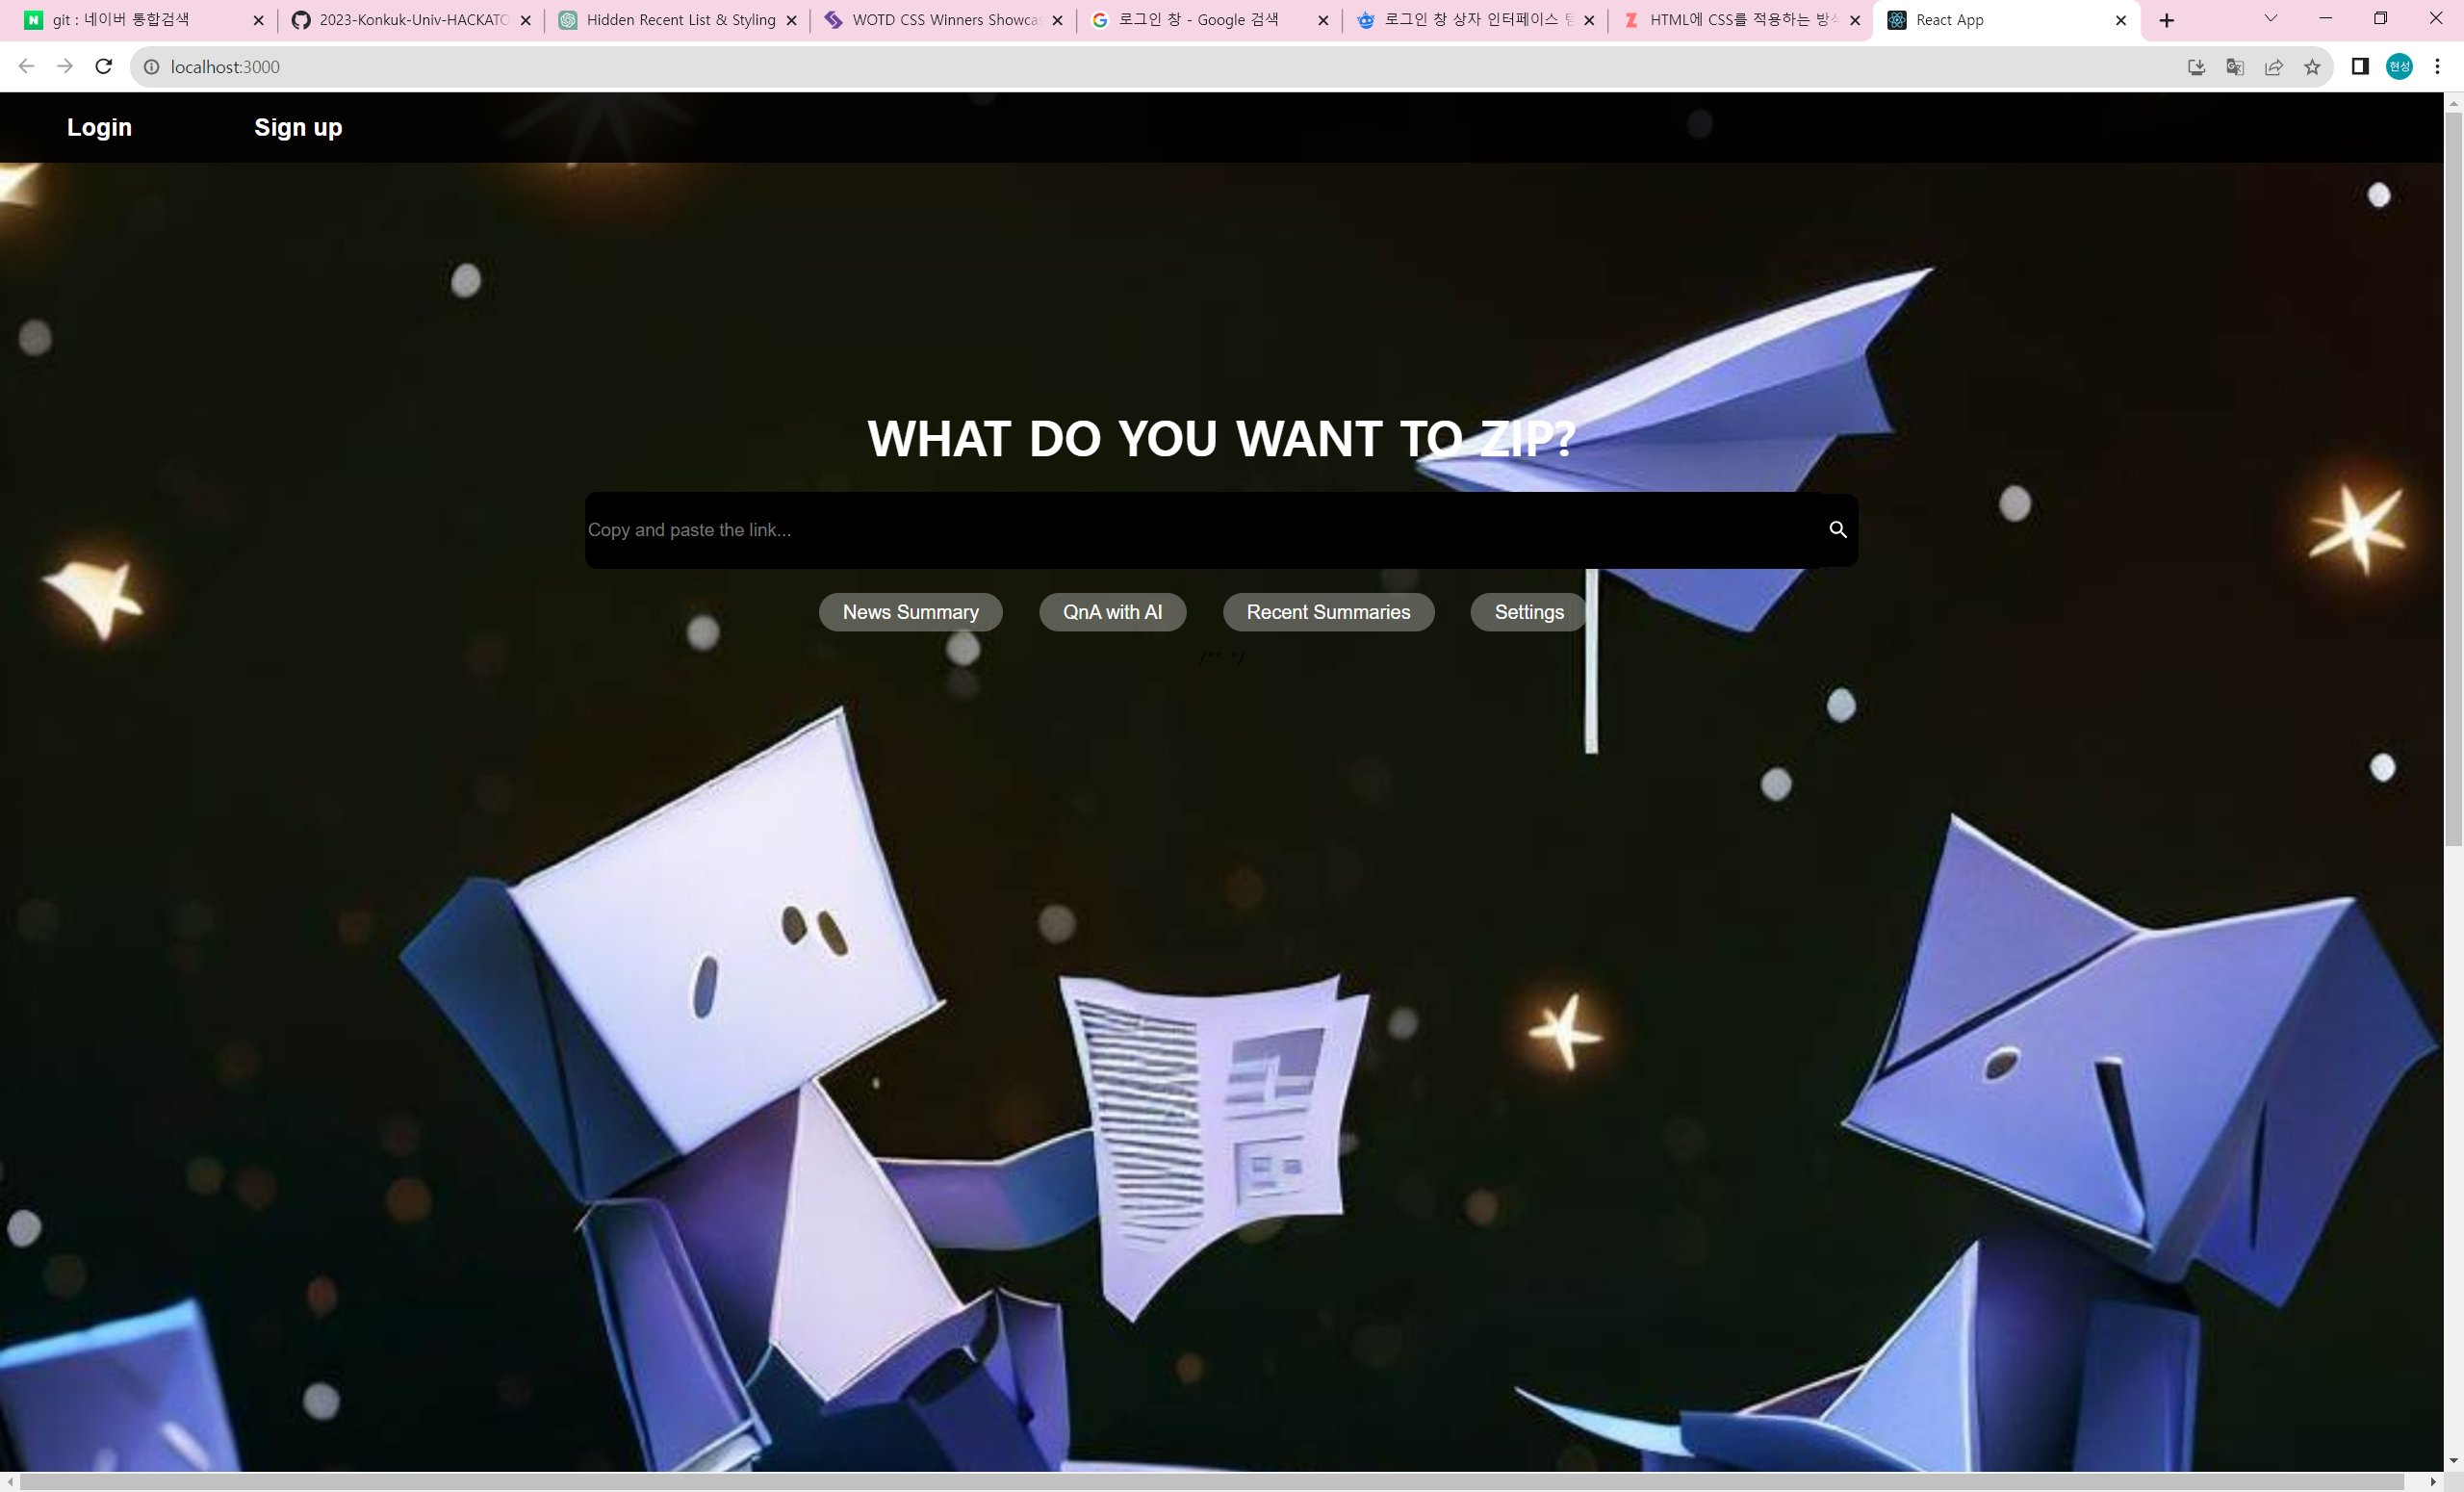 git : 네이버 통합검색
2023-Konkuk-Univ-HACKATO
Hidden Recent List & Styling
WOTD CSS Winners Showca
로그인 창 - Google 검색
로그인 창 상자 인터페이스 템
HTML에 CSS를 적용하는 방식
React App
localhost:3000
현성
Login
Sign up
WHAT DO YOU WANT TO ZIP?
Copy and paste the link...
News Summary
QnA with AI
Recent Summaries
Settings
/** */